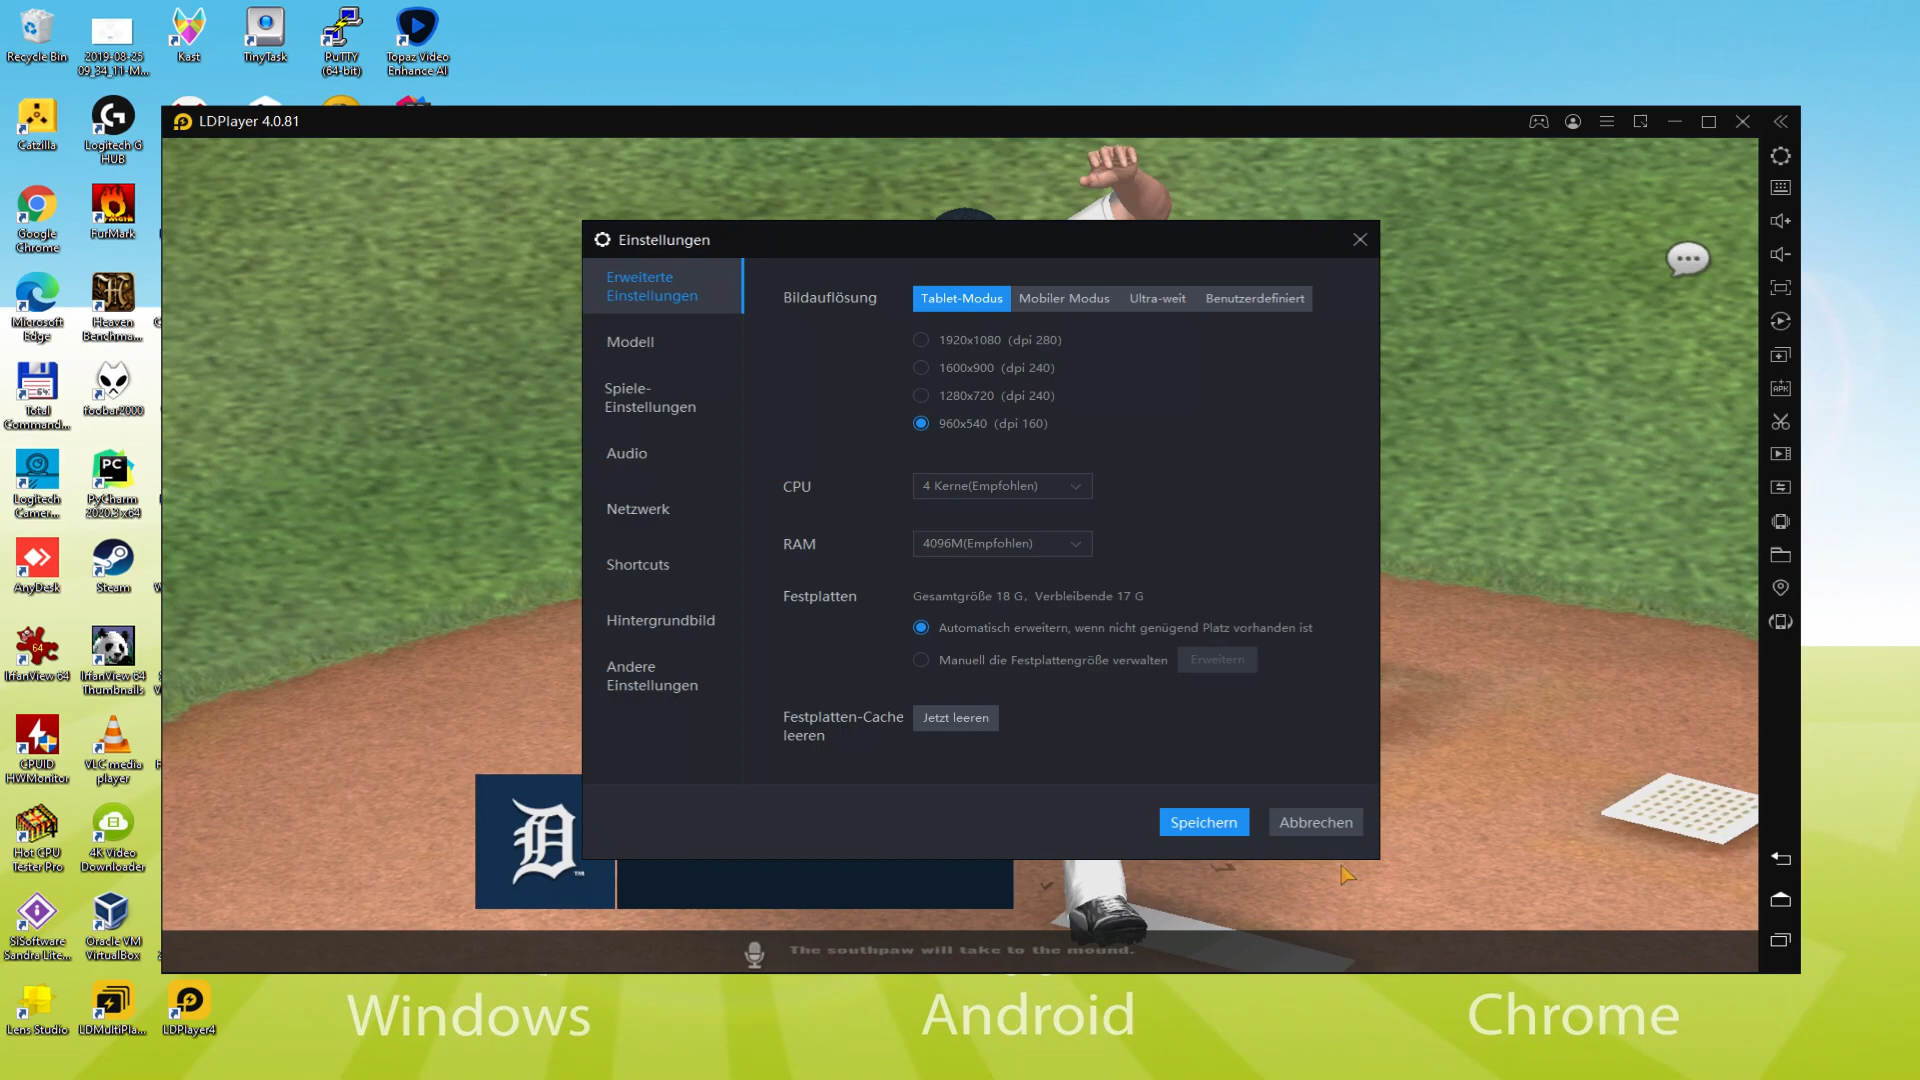 Recycle Bin
2019-08-25
09_34_11-M...
Kast
TinyTask
PuTTY
(64-bit)
Topaz Video
Enhance AI
Catzilla
Logitech G
HUB
Google
Chrome
FurMark
Microsoft
Edge
Heaven
Benchma...
Total
Command...
foobar2000
Logitech
Camer...
PyCharm
2020.3 x64
AnyDesk
Steam
IrfanView 64
IrfanView 64
Thumbnails
CPUID
HWMonitor
VLC media
player
Hot CPU
Tester Pro
4K Video
Downloader
SiSoftware
Sandra Lite...
Oracle VM
VirtualBox
Lens Studio
LDMultiPla...
LDPlayer4
LDPlayer 4.0.81
Einstellungen
Erweiterte
Einstellungen
Modell
Spiele-
Einstellungen
Audio
Netzwerk
Shortcuts
Hintergrundbild
Andere
Einstellungen
Bildauflösung
Tablet-Modus Mobiler Modus Ultra-weit Benutzerdefiniert
1920x1080 (dpi 280)
1600x900 (dpi 240)
1280x720 (dpi 240)
960x540 (dpi 160)
CPU
4 Kerne(Empfohlen)
RAM
4096M(Empfohlen)
Festplatten
Gesamtgröße 18 G, Verbleibende 17 G
Automatisch erweitern, wenn nicht genügend Platz vorhanden ist
Manuell die Festplattengröße verwalten
Erweitern
Festplatten-Cache
leeren
Jetzt leeren
Speichern
Abbrechen
APK
The southpaw will take to the mound.
Windows
Android
Chrome